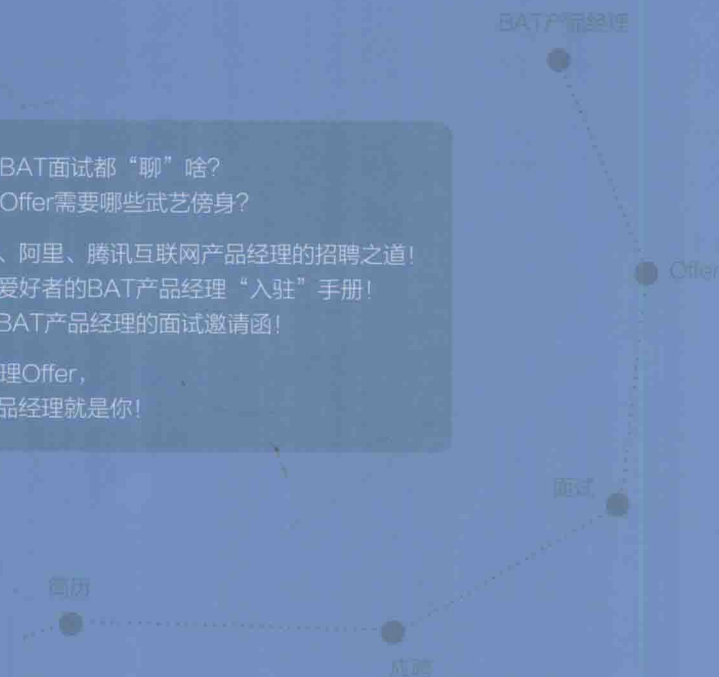 BAT产品经理
BAT面试都“聊”啥？
Offer需要哪些武艺傍身？
、阿里、腾讯互联网产品经理的招聘之道！
爱好者的BAT产品经理“入驻”手册！
BAT产品经理的面试邀请函！
理Offer，
品经理就是你！
Offer
面试
简历
应聘